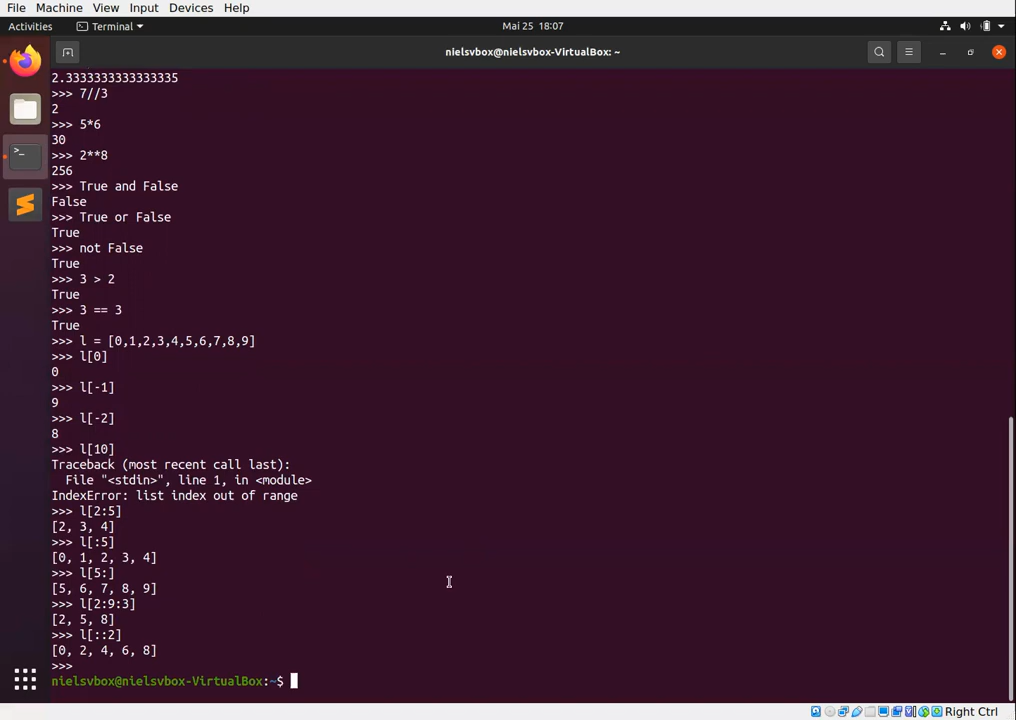 File Machine View Input Devices Help
Activities Terminal Mai 25 18:07
nielsvbox@nielsvbox-VirtualBox: ~
2.3333333333333335
>>> 7//3
2
>>> 5*6
30
>>> 2**8
256
>>> True and False
False
>>> True or False
True
>>> not False
True
>>> 3 > 2
True
>>> 3 == 3
True
>>> l = [0,1,2,3,4,5,6,7,8,9]
>>> l[0]
0
>>> l[-1]
9
>>> l[-2]
8
>>> l[10]
Traceback (most recent call last):
  File "<stdin>", line 1, in <module>
IndexError: list index out of range
>>> l[2:5]
[2, 3, 4]
>>> l[:5]
[0, 1, 2, 3, 4]
>>> l[5:]
[5, 6, 7, 8, 9]
>>> l[2:9:3]
[2, 5, 8]
>>> l[::2]
[0, 2, 4, 6, 8]
>>>
nielsvbox@nielsvbox-VirtualBox:~$
Right Ctrl